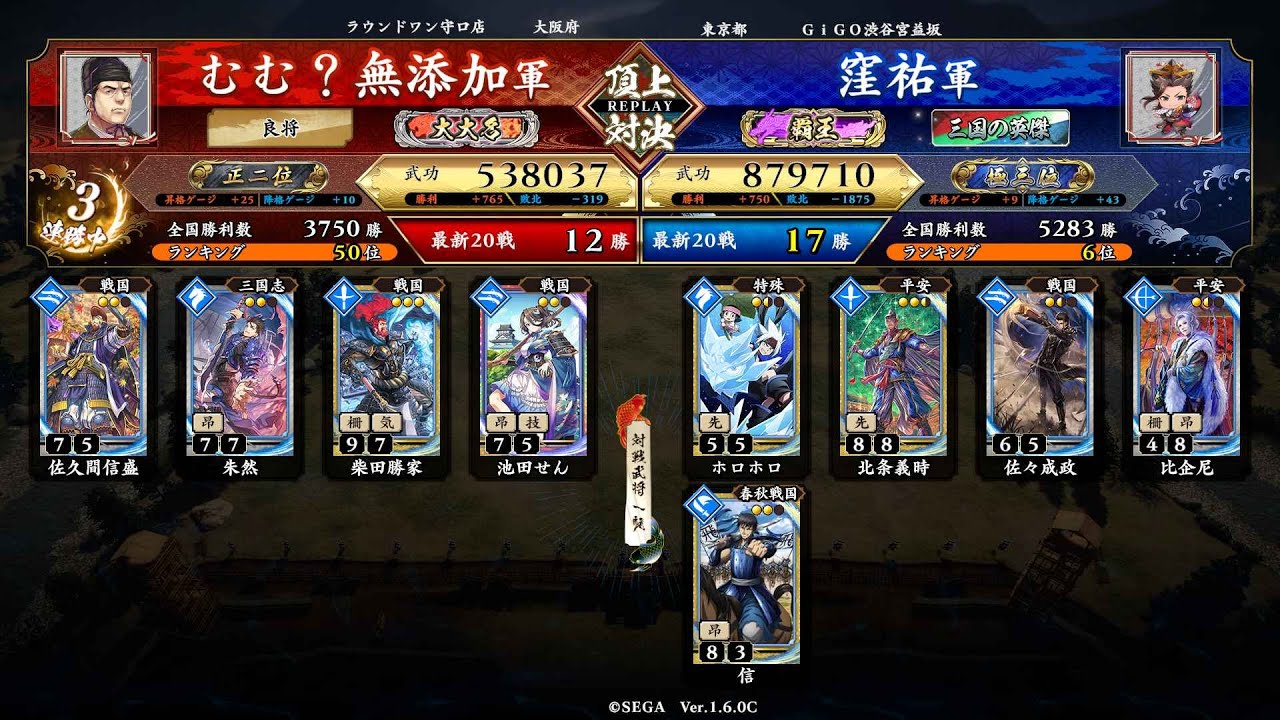 ラウンドワン守口店 大阪府 東京都 GiGO渋谷宮益坂
むむ?無添加軍
頂上
REPLAY
対決
窪祐軍
良将 大大名 覇王 三国の英傑
正二位 武功 538037 武功 879710 極三位
昇格ゲージ +25 降格ゲージ +10 勝利 +765 敗北 -319 勝利 +750 敗北 -1875 昇格ゲージ +9 降格ゲージ +43
3
連勝中
全国勝利数 3750勝 最新20戦 12勝 最新20戦 17勝 全国勝利数 5283勝
ランキング 50位 ランキング 6位
戦国 三国志 戦国 戦国 特殊 平安 戦国 平安
昴 柵 気 昴 技 先 先 柵 昴
7 5 7 7 9 7 7 5 5 5 8 8 6 5 4 8
佐久間信盛 朱然 柴田勝家 池田せん ホロホロ 北条義時 佐々成政 比企尼
対戦武将一覧
春秋戦国
飛
昴
8 3
信
©SEGA Ver.1.6.0C